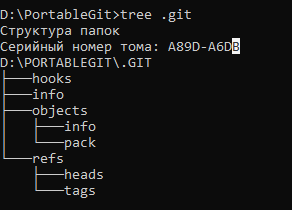 D:\PortableGit>tree .git
Структура папок
Серийный номер тома: A89D-A6DB
D:\PORTABLEGIT\.GIT
├───hooks
├───info
├───objects
│   ├───info
│   └───pack
└───refs
    ├───heads
    └───tags